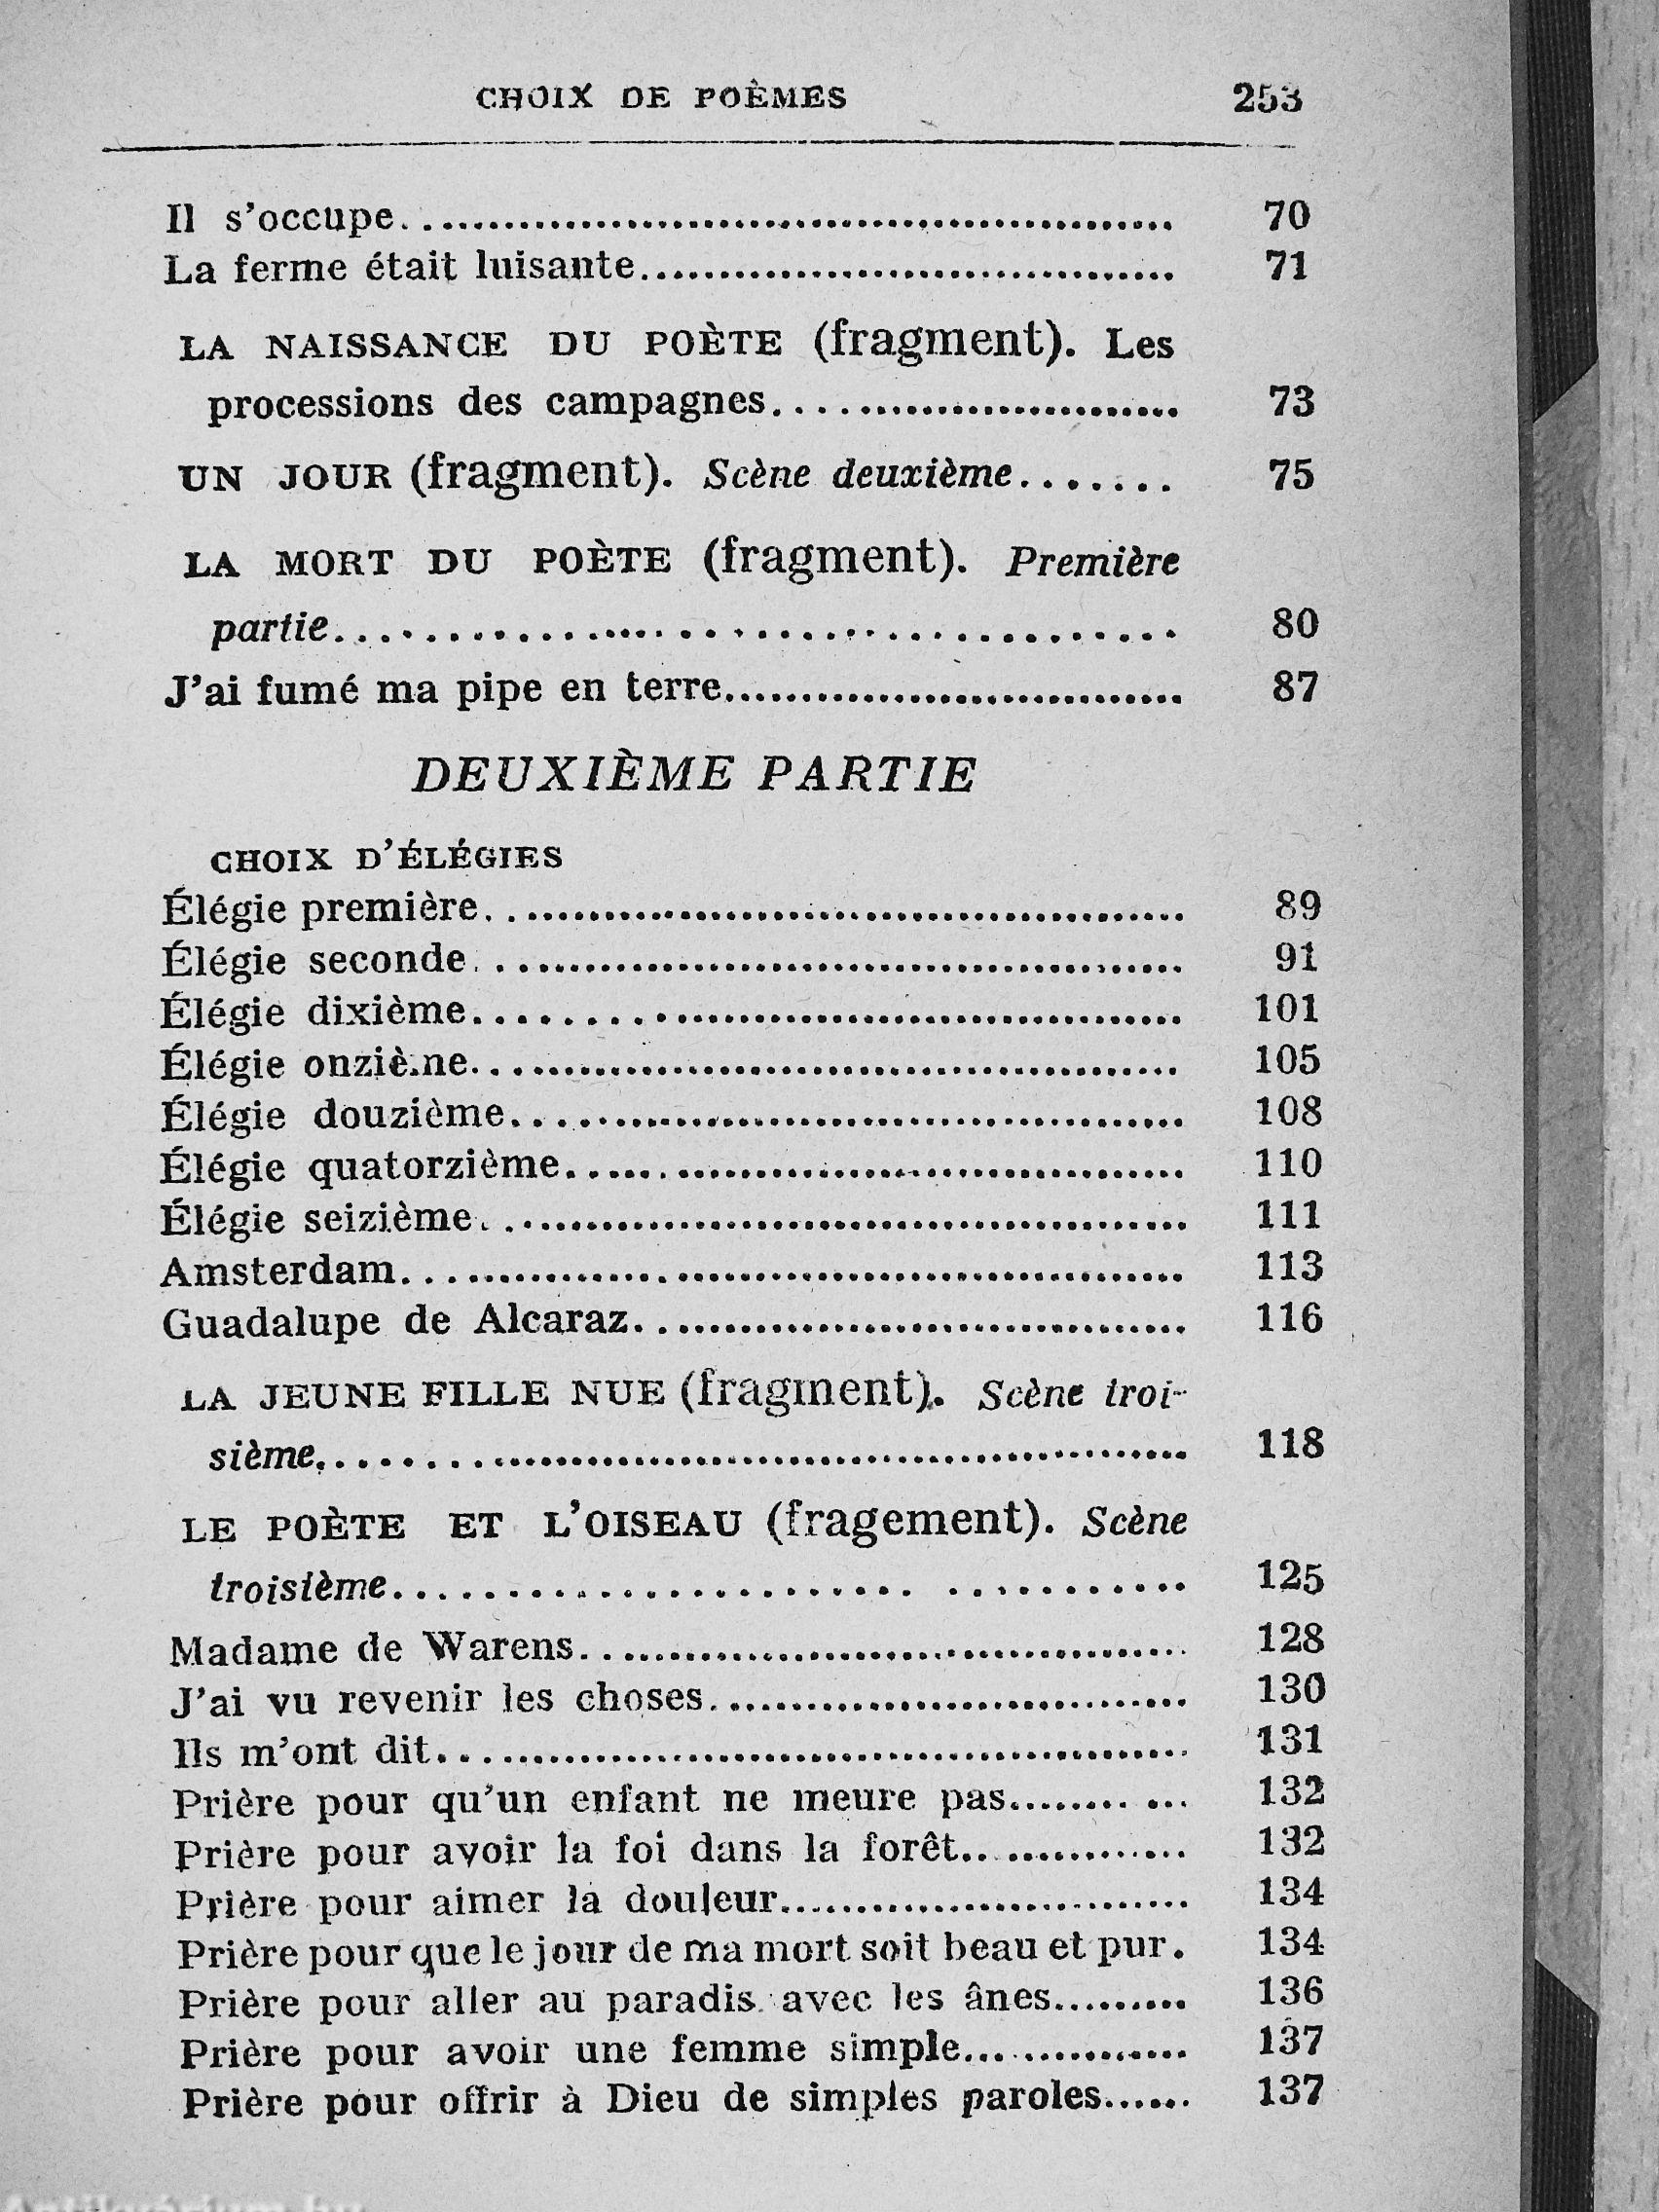 CHOIX DE POÈMES 253
Il s'occupe........ 70
La ferme était luisante........ 71
LA NAISSANCE DU POÈTE (fragment). Les
processions des campagnes........ 73
UN JOUR (fragment). Scène deuxième....... 75
LA MORT DU POÈTE (fragment). Première
partie........ 80
J'ai fumé ma pipe en terre........ 87
DEUXIÈME PARTIE
CHOIX D'ÉLÉGIES
Élégie première........ 89
Élégie seconde........ 91
Élégie dixième........ 101
Élégie onzième........ 105
Élégie douzième........ 108
Élégie quatorzième........ 110
Élégie seizième........ 111
Amsterdam........ 113
Guadalupe de Alcaraz........ 116
LA JEUNE FILLE NUE (fragment). Scène troi-
sième........ 118
LE POÈTE ET L'OISEAU (fragement). Scène
troisième........ 125
Madame de Warens........ 128
J'ai vu revenir les choses........ 130
Ils m'ont dit........ 131
Prière pour qu'un enfant ne meure pas........ 132
Prière pour avoir la foi dans la forêt........ 132
Prière pour aimer la douleur........ 134
Prière pour que le jour de ma mort soit beau et pur. 134
Prière pour aller au paradis avec les ânes........ 136
Prière pour avoir une femme simple........ 137
Prière pour offrir à Dieu de simples paroles...... 137